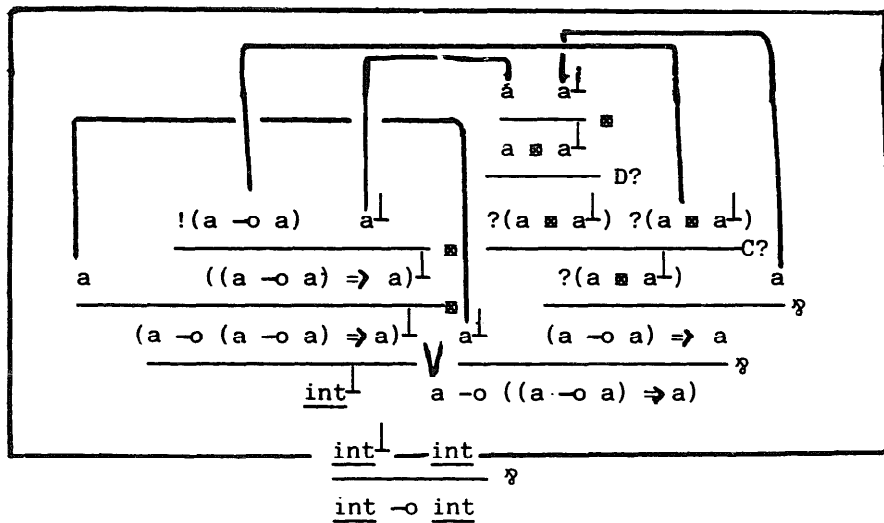 a a⊥
⊠
a ⊠ a⊥
D?
!(a ⊸ a) a⊥ ?(a ⊠ a⊥) ?(a ⊠ a⊥)
⊠ C?
a ((a ⊸ a) ⇒ a)⊥ ?(a ⊠ a⊥) a
⊠ ⅋
(a ⊸ (a ⊸ a) ⇒ a)⊥ a⊥ (a ⊸ a) ⇒ a
V ⅋
int⊥ a ⊸ ((a ⊸ a) ⇒ a)
int⊥ int
⅋
int ⊸ int